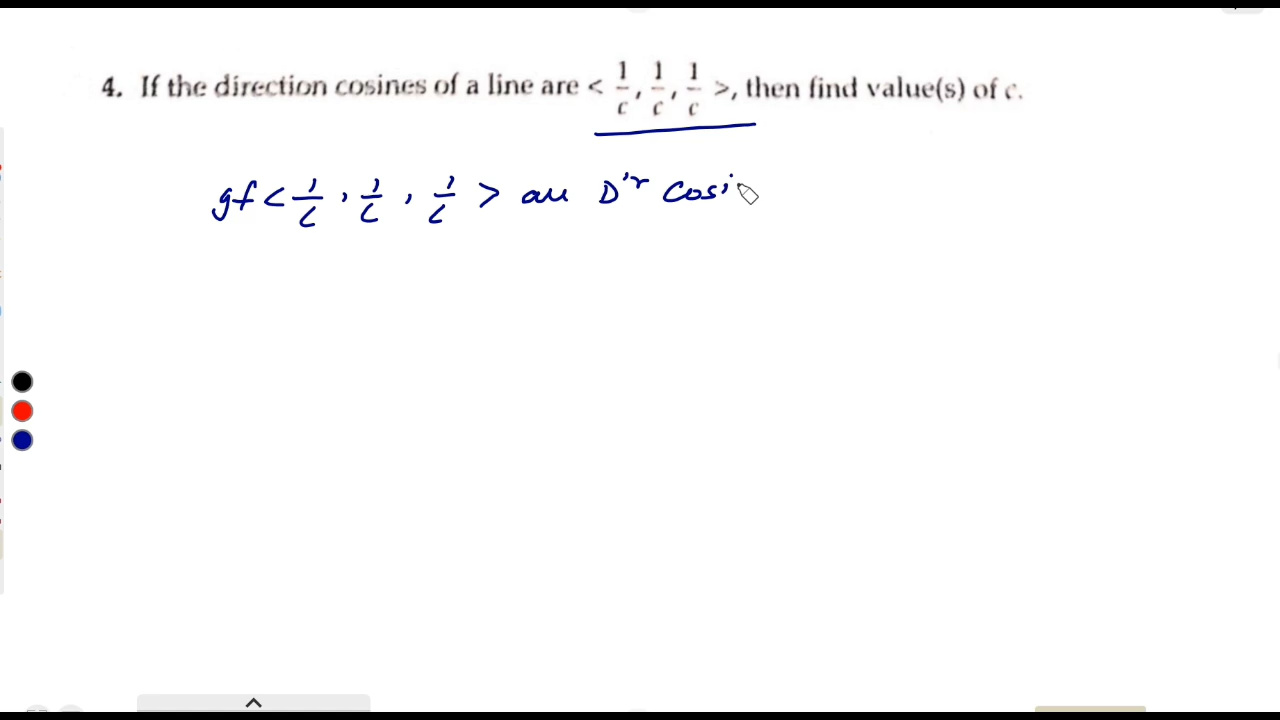 4. If the direction cosines of a line are < 1/c, 1/c, 1/c >, then find value(s) of c.
If < 1/c, 1/c, 1/c > are D'r Cosi